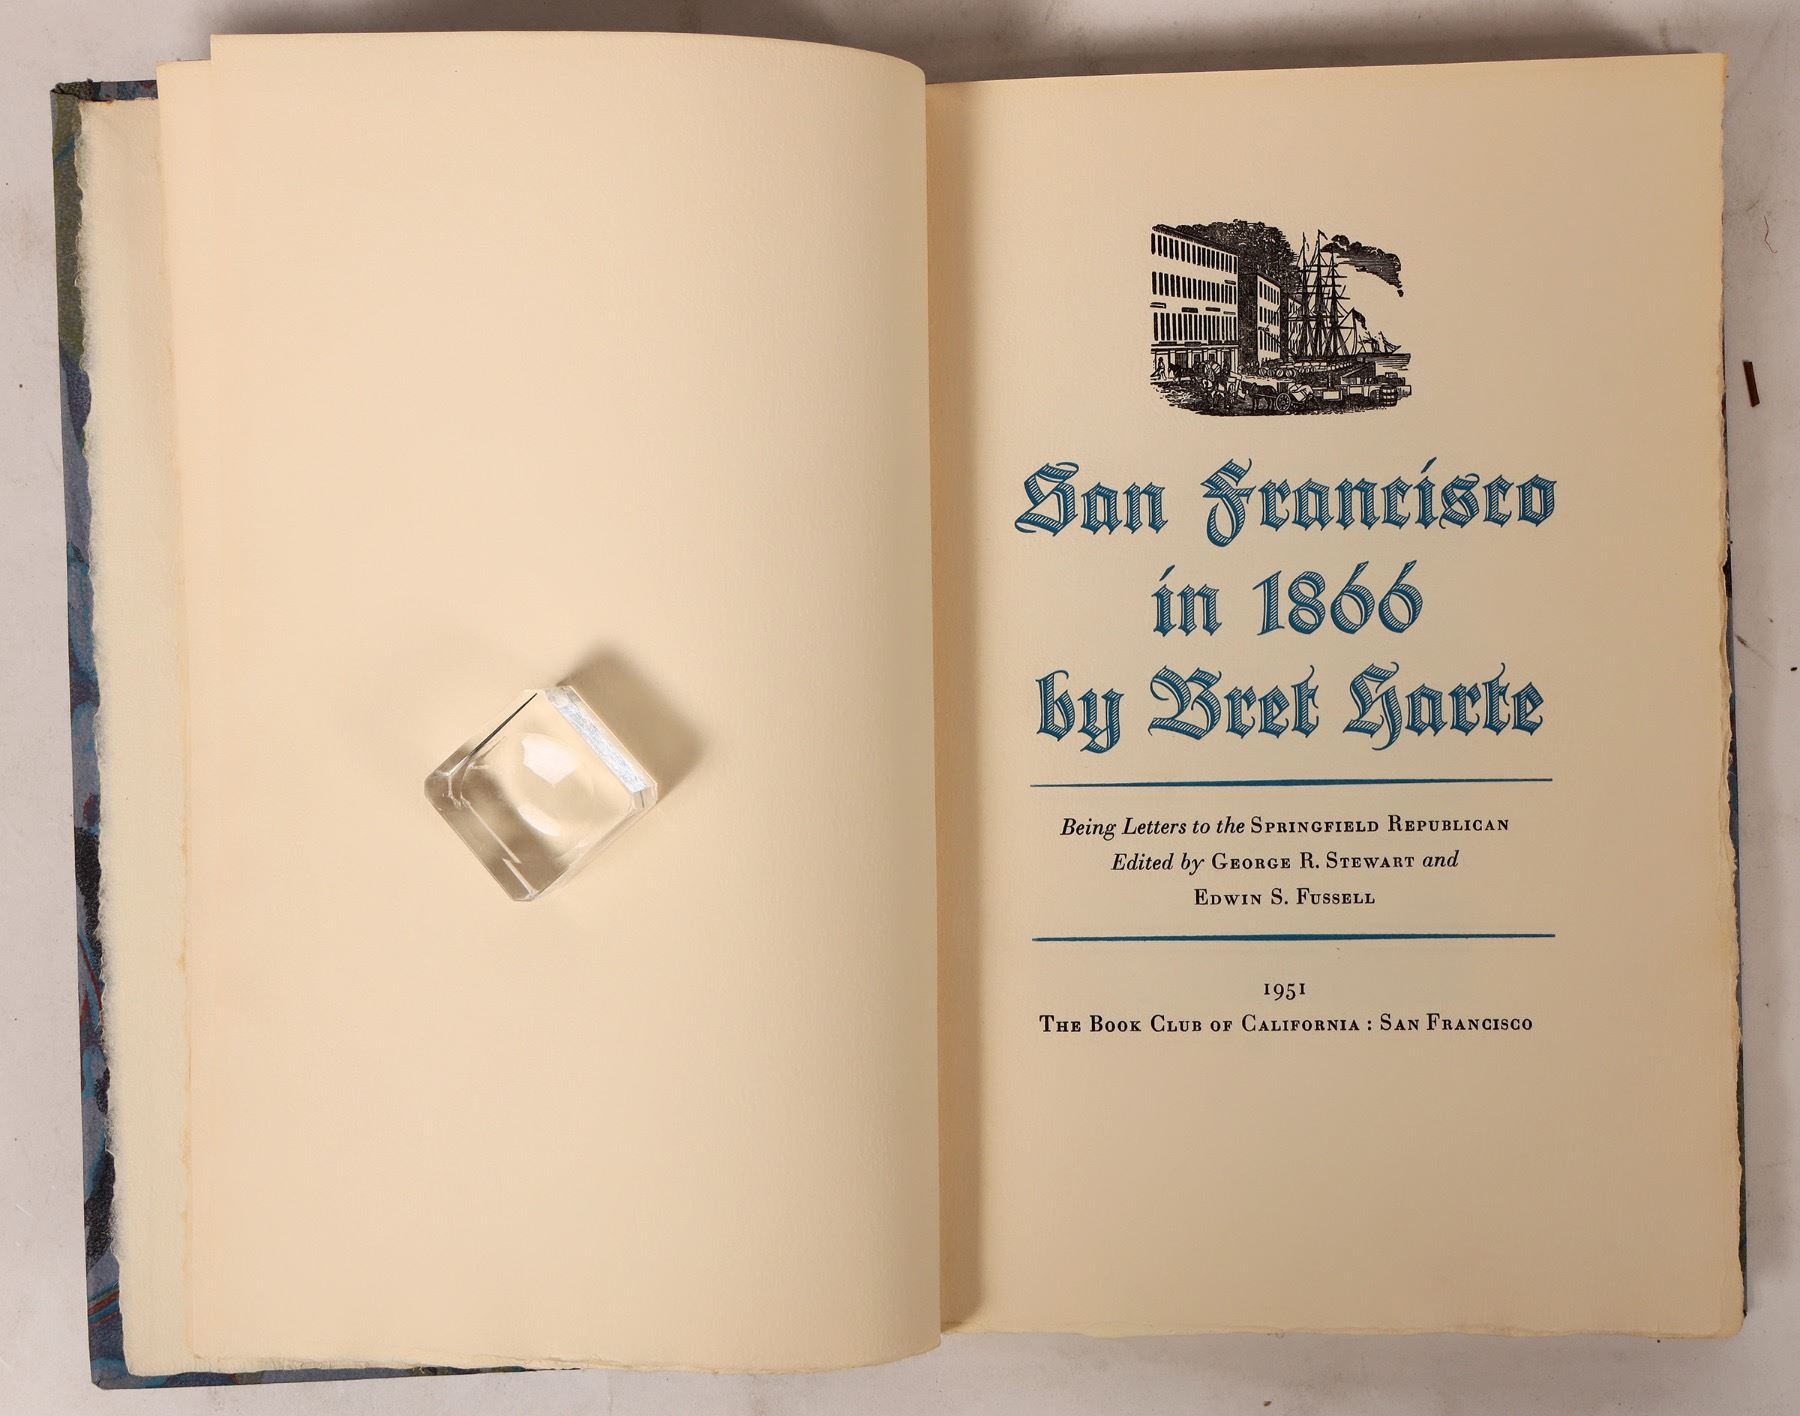 San Francisco
in 1866
by Bret Harte
Being Letters to the SPRINGFIELD REPUBLICAN
Edited by GEORGE R. STEWART and
EDWIN S. FUSSELL
1951
THE BOOK CLUB OF CALIFORNIA : SAN FRANCISCO